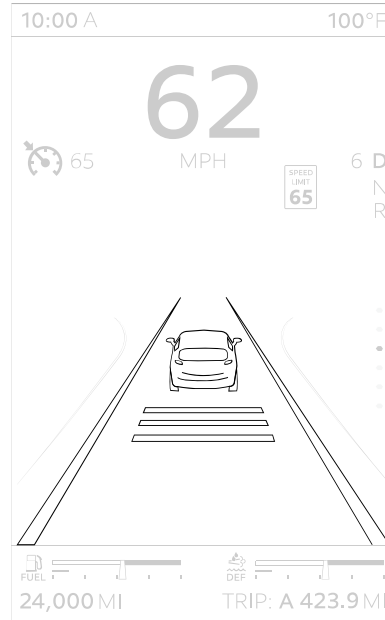 10:00 A 100°F
62
65 MPH 6 D
SPEED
LIMIT
65
N
R
FUEL DEF
24,000 MI TRIP: A 423.9 MI